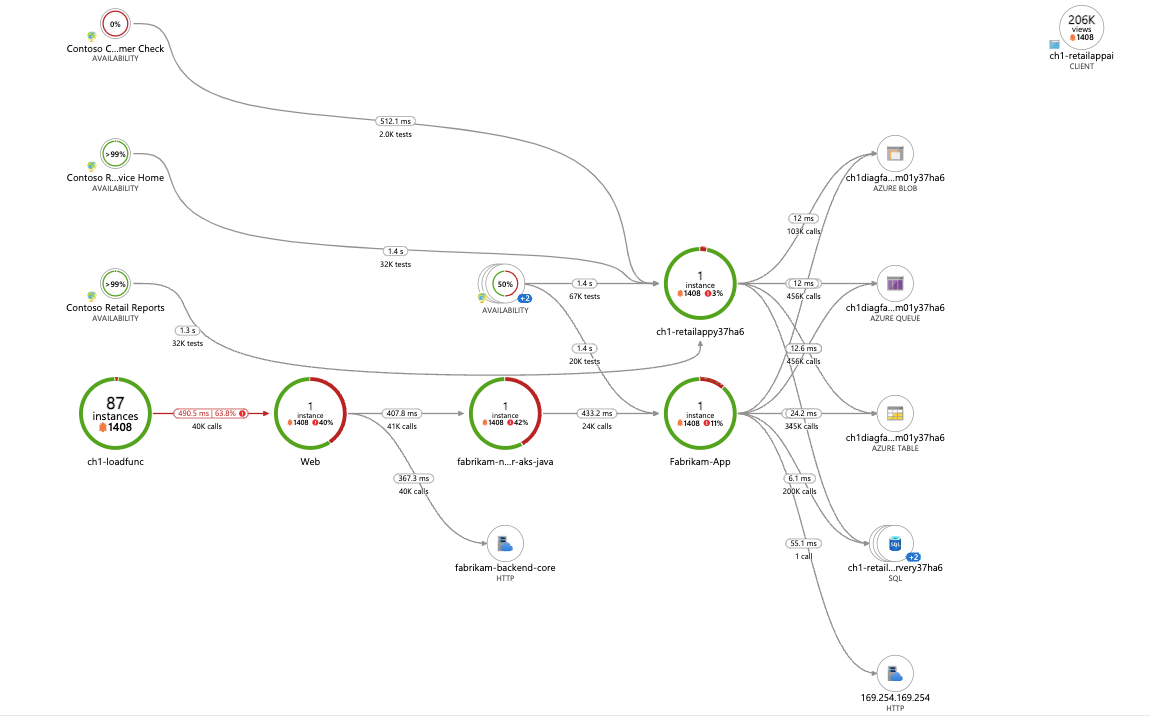 0%
Contoso C...mer Check
AVAILABILITY
206K
views
1408
ch1-retailappai
CLIENT
512.1 ms
2.0K tests
>99%
Contoso R...vice Home
AVAILABILITY
ch1diagfa...m01y37ha6
AZURE BLOB
12 ms
103K calls
1.4 s
32K tests
>99%
Contoso Retail Reports
AVAILABILITY
50%
+2
AVAILABILITY
1.4 s
67K tests
1
instance
1408 3%
ch1-retailappy37ha6
12 ms
456K calls
ch1diagfa...m01y37ha6
AZURE QUEUE
1.3 s
32K tests
1.4 s
20K tests
12.6 ms
456K calls
87
instances
1408
ch1-loadfunc
490.5 ms | 63.8%
40K calls
1
instance
1408 40%
Web
407.8 ms
41K calls
1
instance
1408 42%
fabrikam-n...r-aks-java
433.2 ms
24K calls
1
instance
1408 11%
Fabrikam-App
24.2 ms
345K calls
ch1diagfa...m01y37ha6
AZURE TABLE
367.3 ms
40K calls
6.1 ms
200K calls
fabrikam-backend-core
HTTP
55.1 ms
1 call
SQL
+2
ch1-retail...rvery37ha6
SQL
169.254.169.254
HTTP